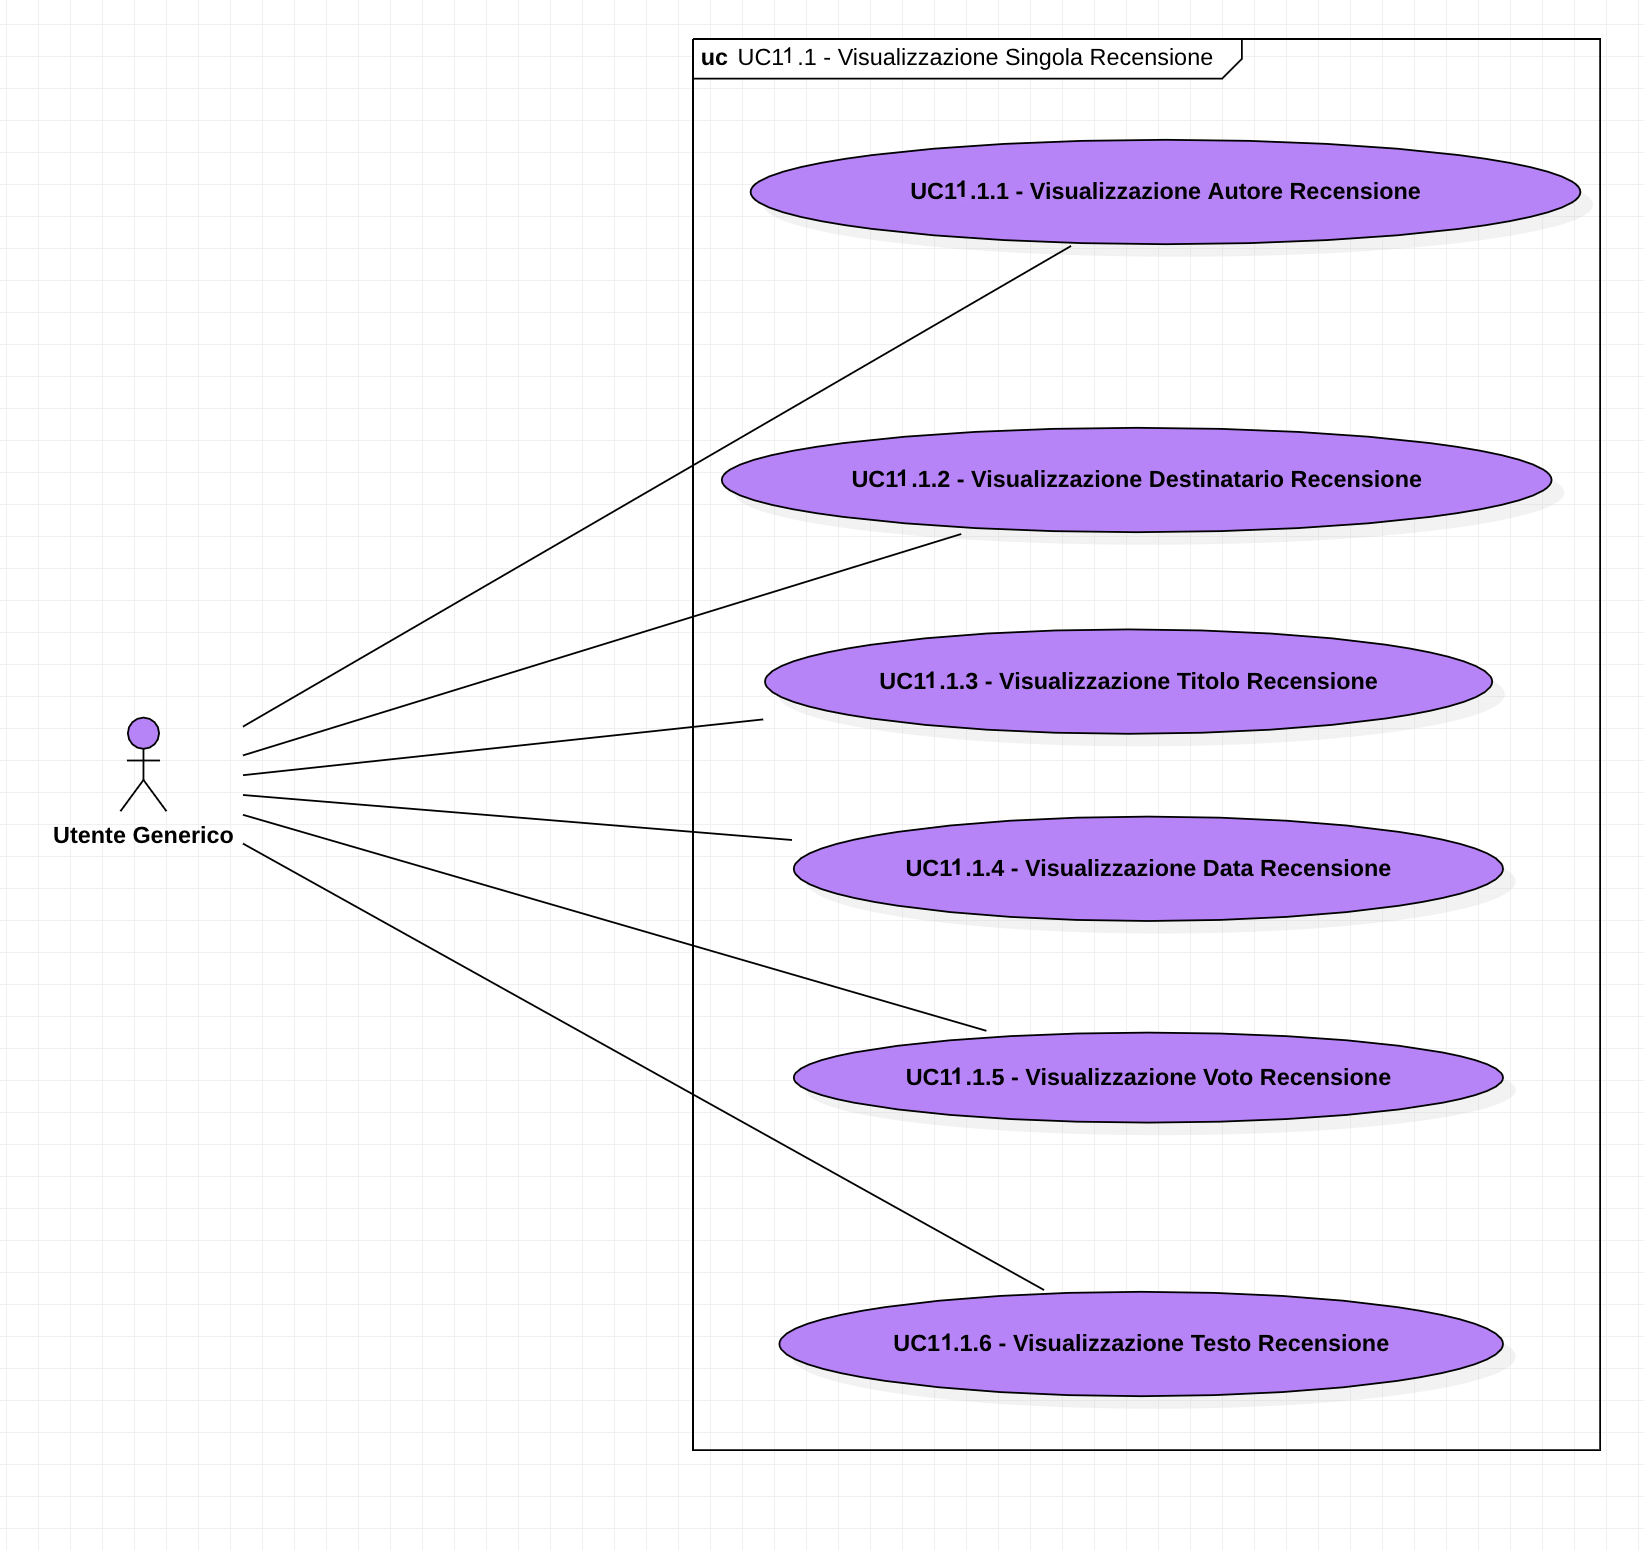 uc UC11.1 - Visualizzazione Singola Recensione
UC11.1.1 - Visualizzazione Autore Recensione
UC11.1.2 - Visualizzazione Destinatario Recensione
UC11.1.3 - Visualizzazione Titolo Recensione
Utente Generico
UC11.1.4 - Visualizzazione Data Recensione
UC11.1.5 - Visualizzazione Voto Recensione
UC11.1.6 - Visualizzazione Testo Recensione